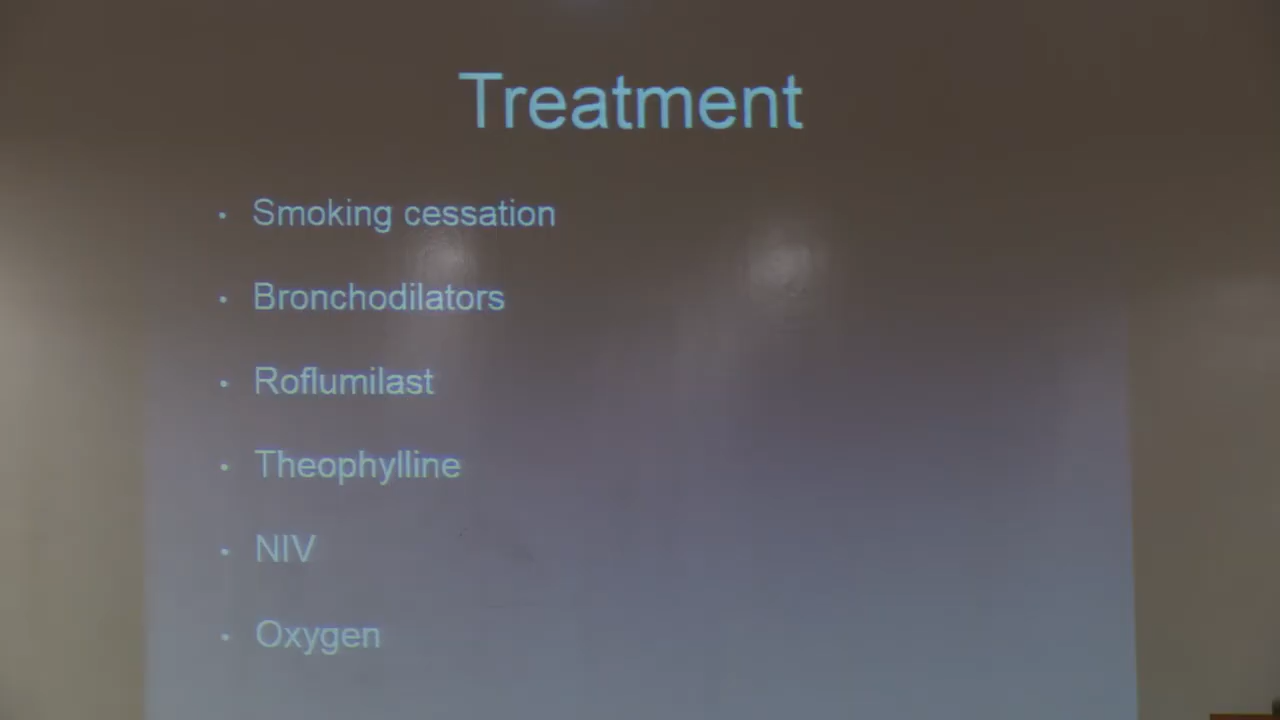 Treatment
• Smoking cessation
• Bronchodilators
• Roflumilast
• Theophylline
• NIV
• Oxygen